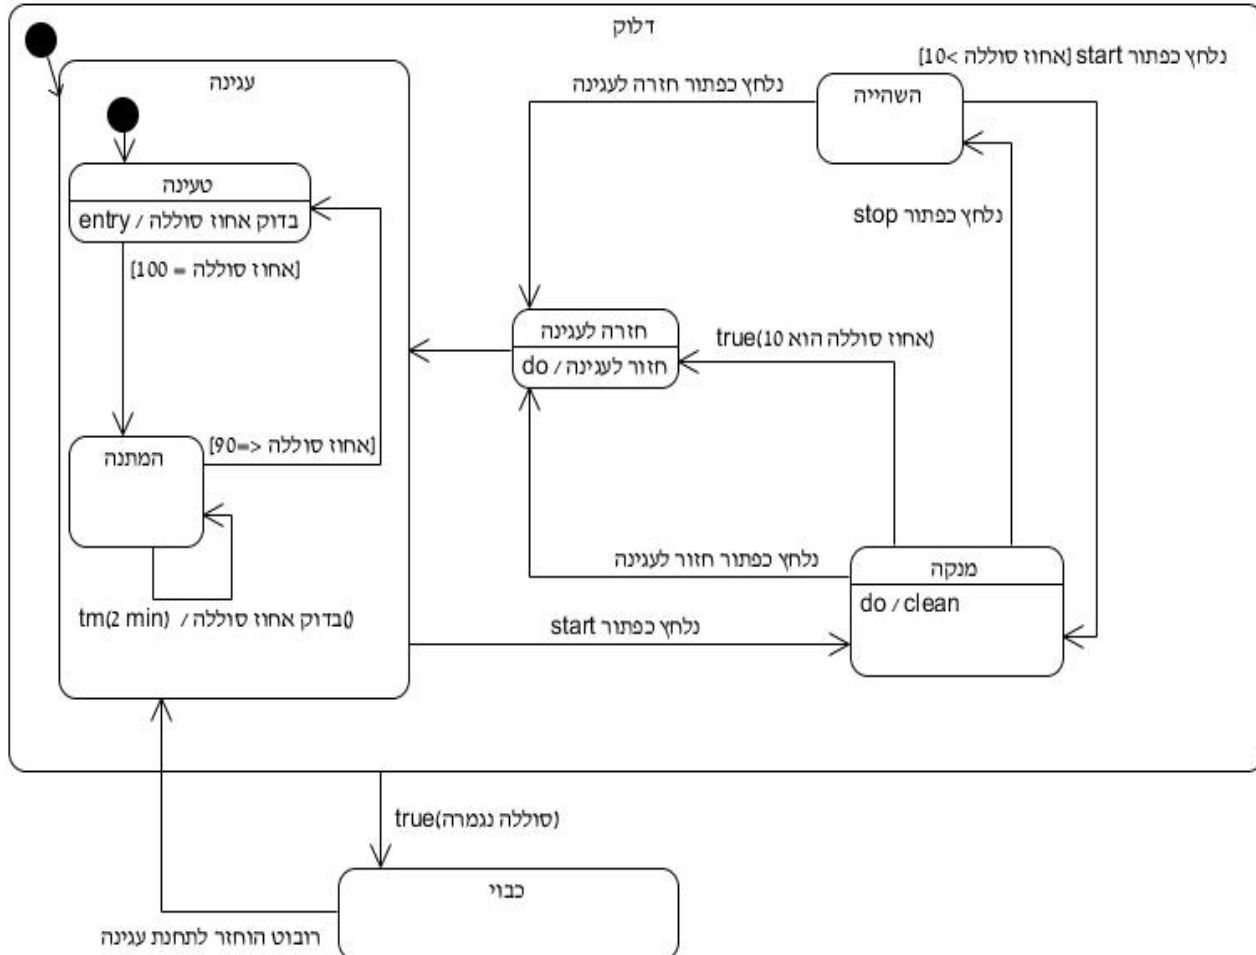 דלוק
נלחץ כפתור start [אחוז סוללה >10]
עגינה
נלחץ כפתור חזרה לעגינה
השהייה
טעינה
entry / בדוק אחוז סוללה
נלחץ כפתור stop
[אחוז סוללה = 100]
חזרה לעגינה
do / חזור לעגינה
true(אחוז סוללה הוא 10)
[אחוז סוללה <=90]
המתנה
נלחץ כפתור חזור לעגינה
מנקה
do / clean
tm(2 min) / בדוק אחוז סוללה()
נלחץ כפתור start
true(סוללה נגמרה)
כבוי
רובוט הוחזר לתחנת עגינה